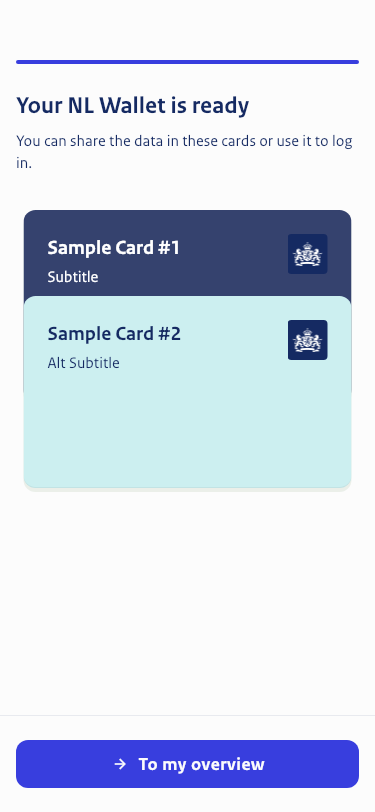 Your NL Wallet is ready
You can share the data in these cards or use it to log
in.
Sample Card #1
Subtitle
Sample Card #2
Alt Subtitle
To my overview